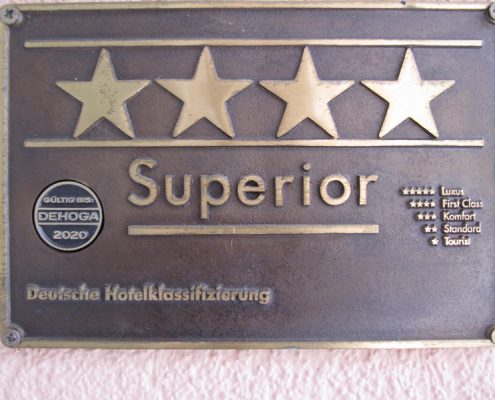 Superior
GÜLTIG BIS:
DEHOGA
2020
★★★★★ Luxus
★★★★ First Class
★★★ Komfort
★★ Standard
★ Tourist
Deutsche Hotelklassifizierung